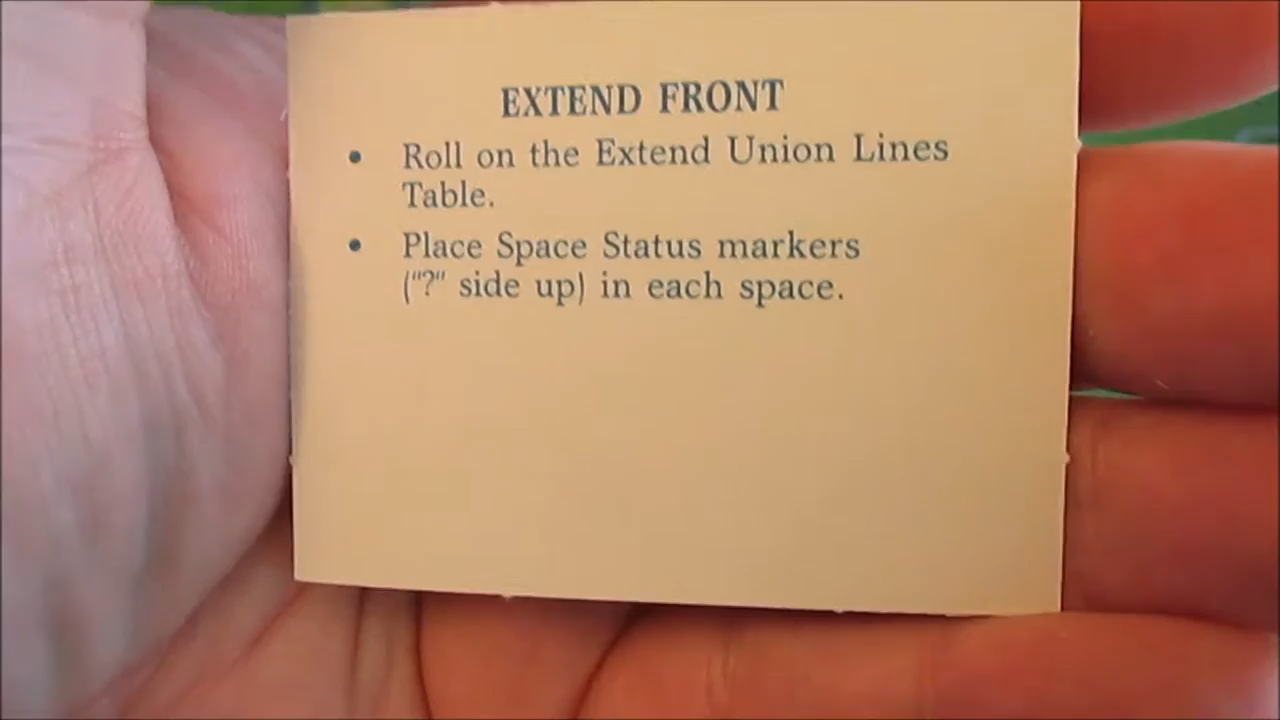 EXTEND FRONT
• Roll on the Extend Union Lines
Table.
• Place Space Status markers
("?" side up) in each space.